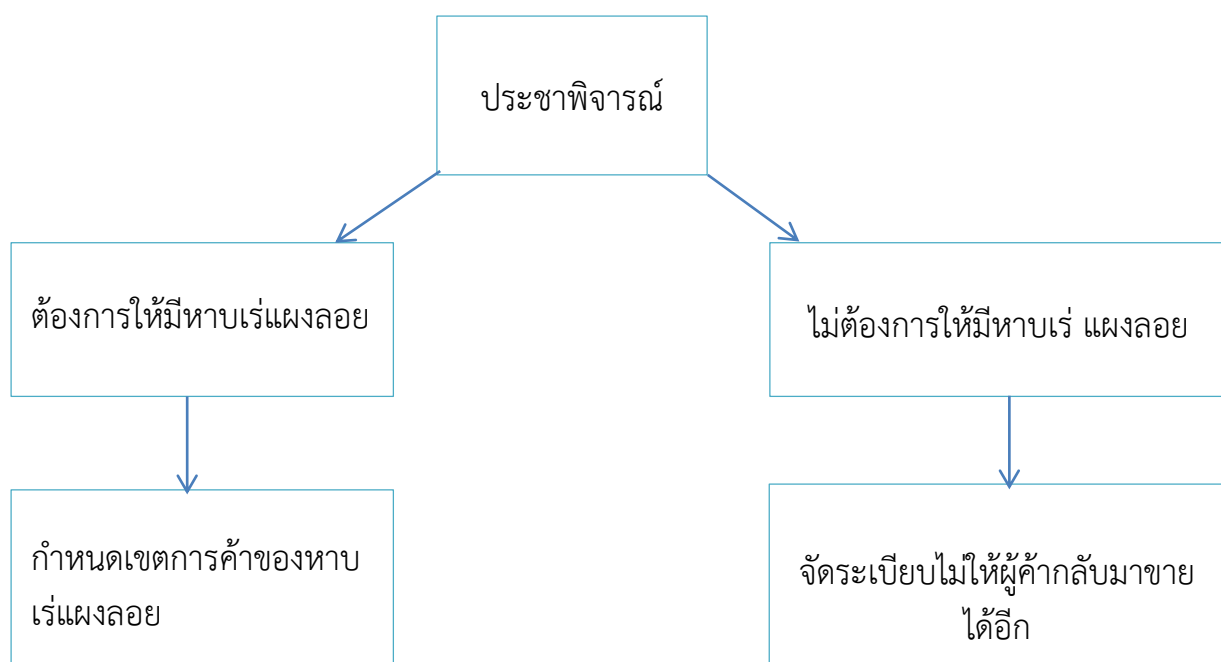 ประชาพิจารณ์
ต้องการให้มีหาบเร่แผงลอย
ไม่ต้องการให้มีหาบเร่ แผงลอย
กำหนดเขตการค้าของหาบ
เร่แผงลอย
จัดระเบียบไม่ให้ผู้ค้ากลับมาขาย
ได้อีก